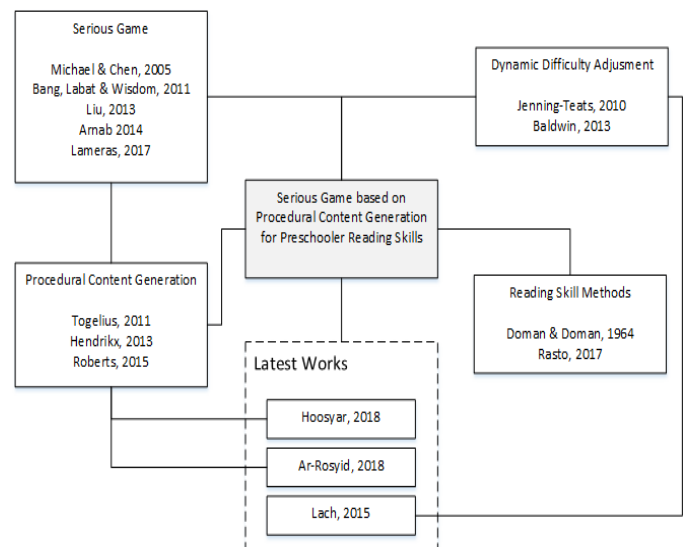 Serious Game
Michael & Chen, 2005
Bang, Labat & Wisdom, 2011
Liu, 2013
Arnab 2014
Lameras, 2017
Dynamic Difficulty Adjusment
Jenning-Teats, 2010
Baldwin, 2013
Serious Game based on
Procedural Content Generation
for Preschooler Reading Skills
Procedural Content Generation
Togelius, 2011
Hendrikx, 2013
Roberts, 2015
Reading Skill Methods
Doman & Doman, 1964
Rasto, 2017
Latest Works
Hoosyar, 2018
Ar-Rosyid, 2018
Lach, 2015